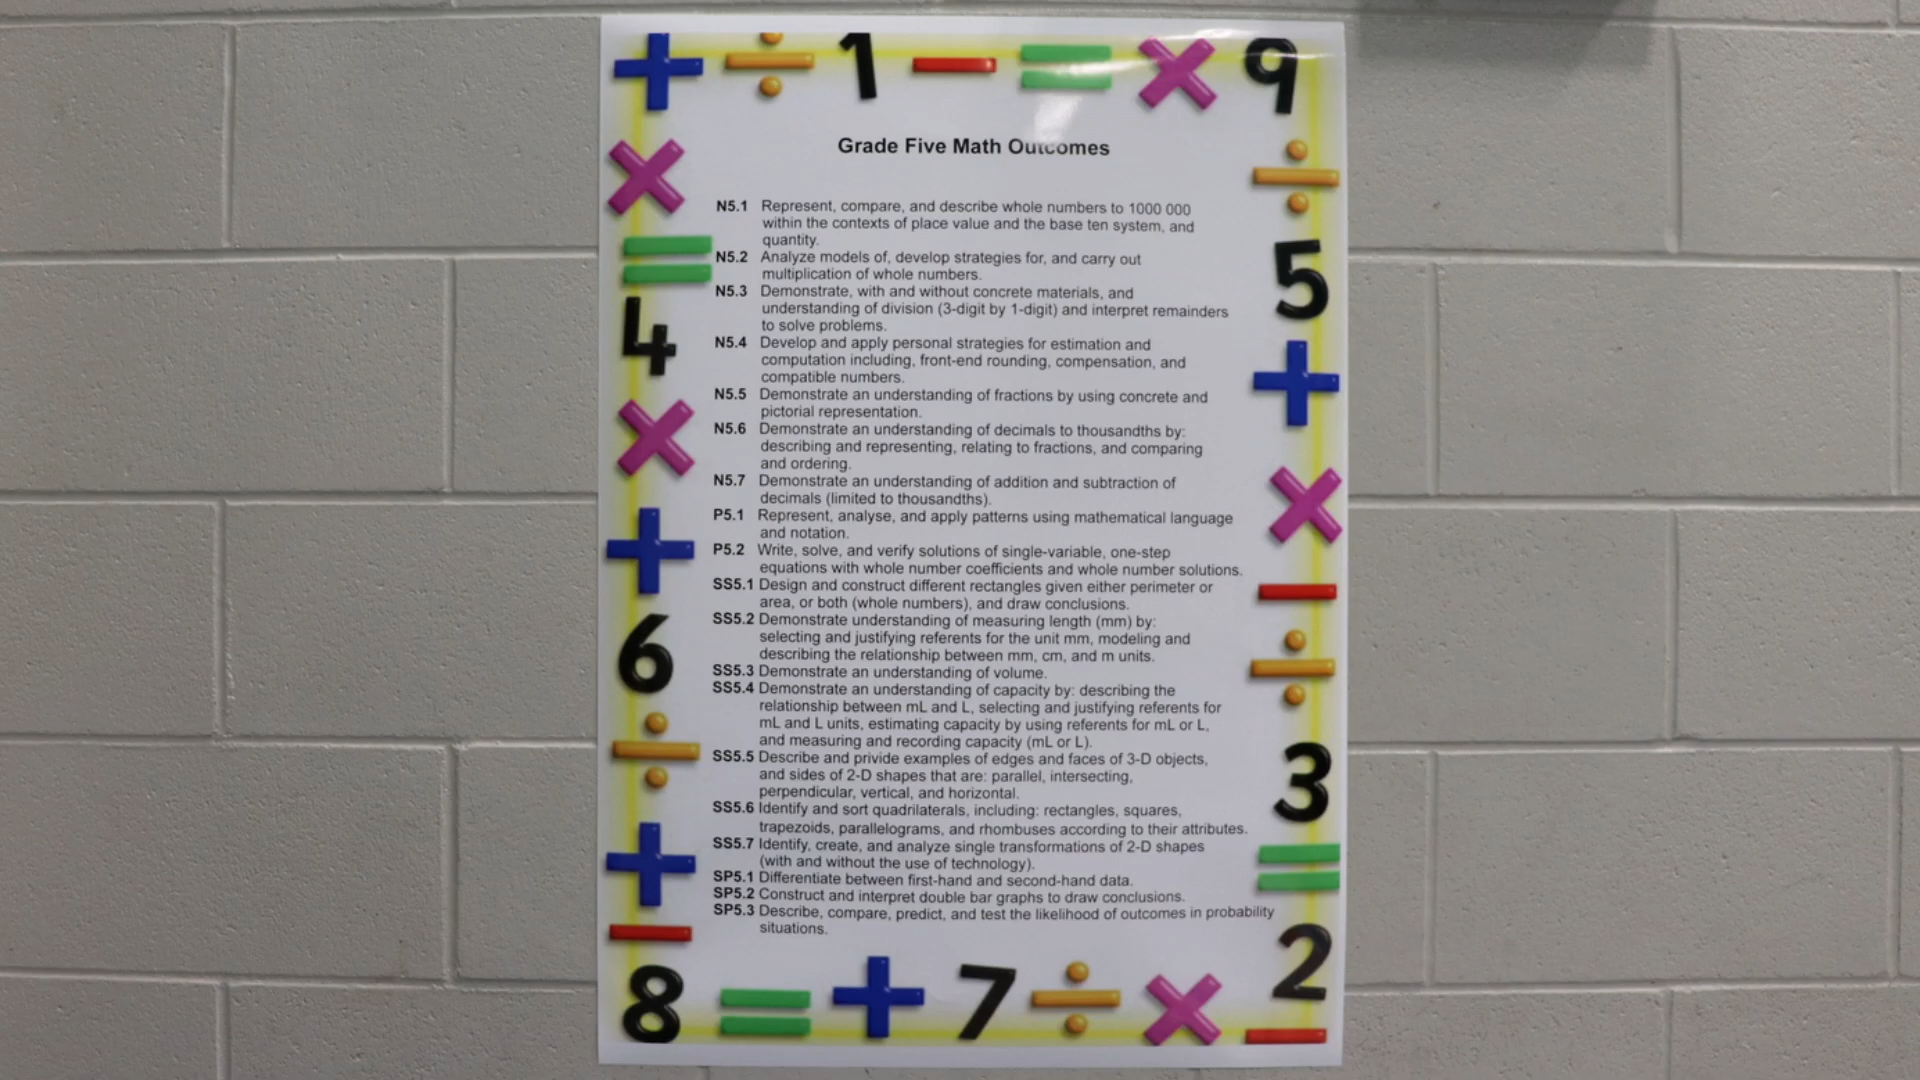 + ÷ 1 - = × 9
Grade Five Math Outcomes
N5.1 Represent, compare, and describe whole numbers to 1000 000
within the contexts of place value and the base ten system, and
quantity.
N5.2 Analyze models of, develop strategies for, and carry out
multiplication of whole numbers.
N5.3 Demonstrate, with and without concrete materials, and
understanding of division (3-digit by 1-digit) and interpret remainders
to solve problems.
N5.4 Develop and apply personal strategies for estimation and
computation including, front-end rounding, compensation, and
compatible numbers.
N5.5 Demonstrate an understanding of fractions by using concrete and
pictorial representation.
N5.6 Demonstrate an understanding of decimals to thousandths by:
describing and representing, relating to fractions, and comparing
and ordering.
N5.7 Demonstrate an understanding of addition and subtraction of
decimals (limited to thousandths).
P5.1 Represent, analyse, and apply patterns using mathematical language
and notation.
P5.2 Write, solve, and verify solutions of single-variable, one-step
equations with whole number coefficients and whole number solutions.
SS5.1 Design and construct different rectangles given either perimeter or
area, or both (whole numbers), and draw conclusions.
SS5.2 Demonstrate understanding of measuring length (mm) by:
selecting and justifying referents for the unit mm, modeling and
describing the relationship between mm, cm, and m units.
SS5.3 Demonstrate an understanding of volume.
SS5.4 Demonstrate an understanding of capacity by: describing the
relationship between mL and L, selecting and justifying referents for
mL and L units, estimating capacity by using referents for mL or L,
and measuring and recording capacity (mL or L).
SS5.5 Describe and privide examples of edges and faces of 3-D objects,
and sides of 2-D shapes that are: parallel, intersecting,
perpendicular, vertical, and horizontal.
SS5.6 Identify and sort quadrilaterals, including: rectangles, squares,
trapezoids, parallelograms, and rhombuses according to their attributes.
SS5.7 Identify, create, and analyze single transformations of 2-D shapes
(with and without the use of technology).
SP5.1 Differentiate between first-hand and second-hand data.
SP5.2 Construct and interpret double bar graphs to draw conclusions.
SP5.3 Describe, compare, predict, and test the likelihood of outcomes in probability
situations.
×
=
4
×
+
6
÷
+
-
÷
5
+
×
-
÷
3
=
2
8 = + 7 ÷ × -